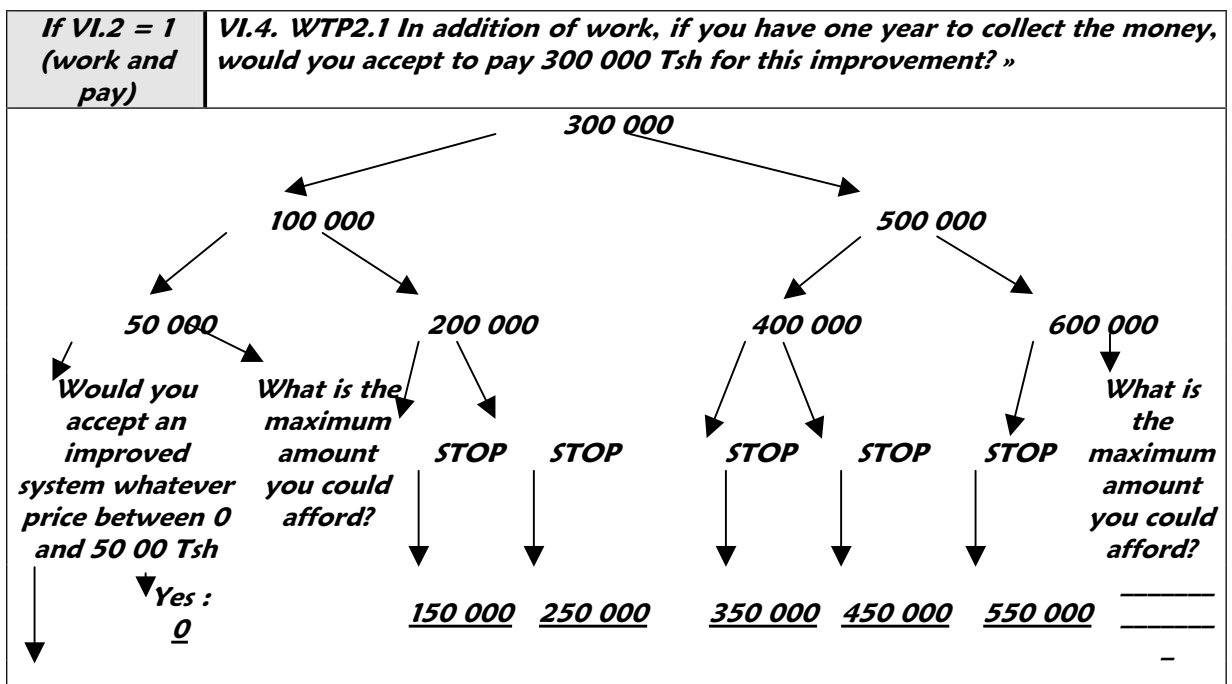 If VI.2 = 1
(work and
pay)
VI.4. WTP2.1 In addition of work, if you have one year to collect the money,
would you accept to pay 300 000 Tsh for this improvement? »
300 000
100 000 500 000
50 000 200 000 400 000 600 000
Would you
accept an
improved
system whatever
price between 0
and 50 00 Tsh
What is the
maximum
amount
you could
afford?
STOP STOP STOP STOP STOP
What is
the
maximum
amount
you could
afford?
_______
_______
_
Yes :
0
150 000 250 000 350 000 450 000 550 000